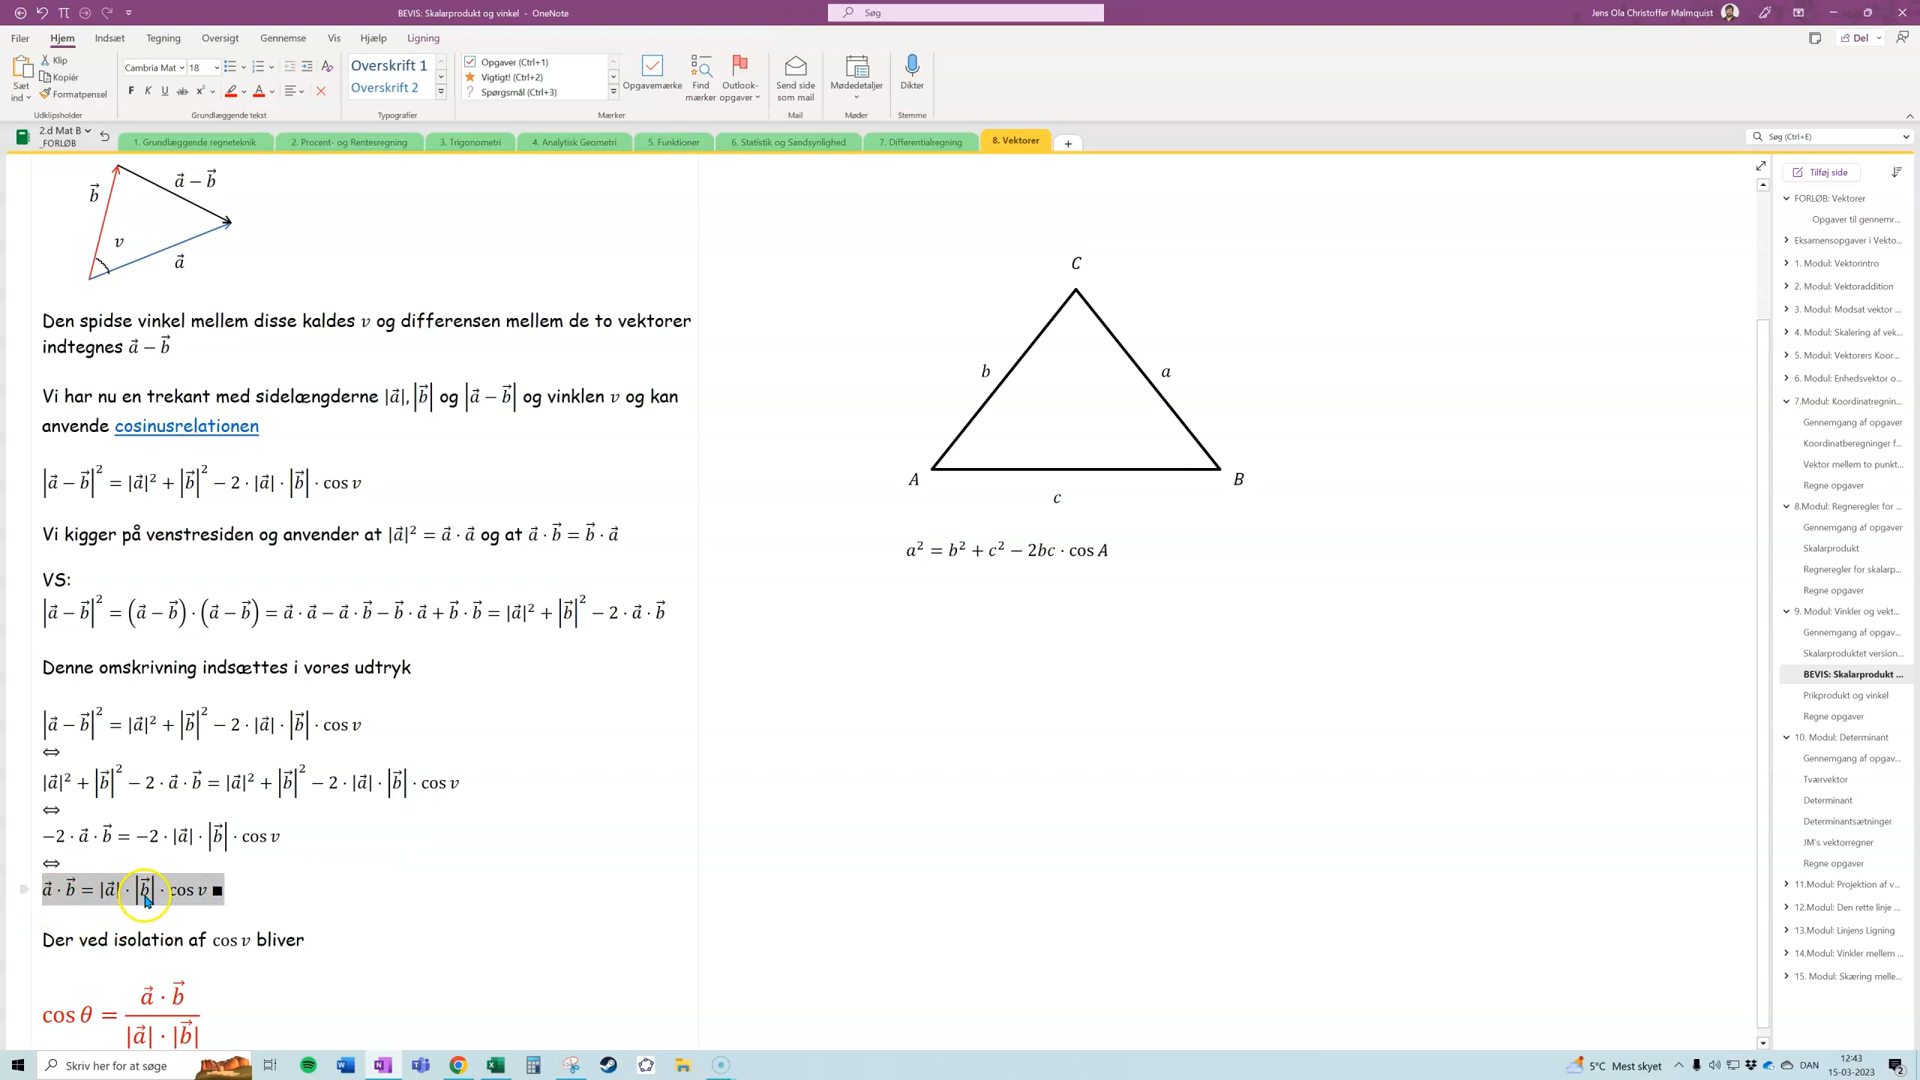 BEVIS: Skalarprodukt og vinkel - OneNote
Søg
Jens Ola Christoffer Malmquist
Filer Hjem Indsæt Tegning Oversigt Gennemse Vis Hjælp Ligning
Del
Sæt ind
Klip
Kopiér
Formatpensel
Udklipsholder
Cambria Mat 18
Grundlæggende tekst
Overskrift 1
Overskrift 2
Typografier
Opgaver (Ctrl+1)
Vigtigt! (Ctrl+2)
Spørgsmål (Ctrl+3)
Mærker
Opgavemærke
Find mærker
Outlook-opgaver
Send side som mail
Mail
Mødedetaljer
Møder
Dikter
Stemme
2.d Mat B _FORLØB
1. Grundlæggende regneteknik
2. Procent- og Rentesregning
3. Trigonometri
4. Analytisk Geometri
5. Funktioner
6. Statistik og Sandsynlighed
7. Differentialregning
8. Vektorer
Søg (Ctrl+E)
b⃗
a⃗ − b⃗
v
a⃗
Den spidse vinkel mellem disse kaldes v og differensen mellem de to vektorer
indtegnes a⃗ − b⃗
Vi har nu en trekant med sidelængderne |a⃗|, |b⃗| og |a⃗ − b⃗| og vinklen v og kan
anvende cosinusrelationen
|a⃗ − b⃗|² = |a⃗|² + |b⃗|² − 2 · |a⃗| · |b⃗| · cos v
Vi kigger på venstresiden og anvender at |a⃗|² = a⃗ · a⃗ og at a⃗ · b⃗ = b⃗ · a⃗
VS:
|a⃗ − b⃗|² = (a⃗ − b⃗) · (a⃗ − b⃗) = a⃗ · a⃗ − a⃗ · b⃗ − b⃗ · a⃗ + b⃗ · b⃗ = |a⃗|² + |b⃗|² − 2 · a⃗ · b⃗
Denne omskrivning indsættes i vores udtryk
|a⃗ − b⃗|² = |a⃗|² + |b⃗|² − 2 · |a⃗| · |b⃗| · cos v
⇔
|a⃗|² + |b⃗|² − 2 · a⃗ · b⃗ = |a⃗|² + |b⃗|² − 2 · |a⃗| · |b⃗| · cos v
⇔
−2 · a⃗ · b⃗ = −2 · |a⃗| · |b⃗| · cos v
⇔
a⃗ · b⃗ = |a⃗| · |b⃗| · cos v ■
Der ved isolation af cos v bliver
cos θ = a⃗ · b⃗ / |a⃗| · |b⃗|
C
b
a
A
B
c
a² = b² + c² − 2bc · cos A
Tilføj side
FORLØB: Vektorer
Opgaver til gennemr...
Eksamensopgaver i Vekto...
1. Modul: Vektorintro
2. Modul: Vektoraddition
3. Modul: Modsat vektor ...
4. Modul: Skalering af vek...
5. Modul: Vektorers Koor...
6. Modul: Enhedsvektor o...
7.Modul: Koordinatregnin...
Gennemgang af opgaver
Koordinatberegninger f...
Vektor mellem to punkt...
Regne opgaver
8.Modul: Regneregler for ...
Gennemgang af opgaver
Skalarprodukt
Regneregler for skalarp...
Regne opgaver
9. Modul: Vinkler og vekt...
Gennemgang af opgav...
Skalarproduktet version...
BEVIS: Skalarprodukt ...
Prikprodukt og vinkel
Regne opgaver
10. Modul: Determinant
Gennemgang af opgav...
Tværvektor
Determinant
Determinantsætninger
JM's vektorregner
Regne opgaver
11.Modul: Projektion af v...
12.Modul: Den rette linje ...
13.Modul: Linjens Ligning
14.Modul: Vinkler mellem ...
15. Modul: Skæring melle...
Skriv her for at søge
5°C Mest skyet
DAN
12:43
15-03-2023
2